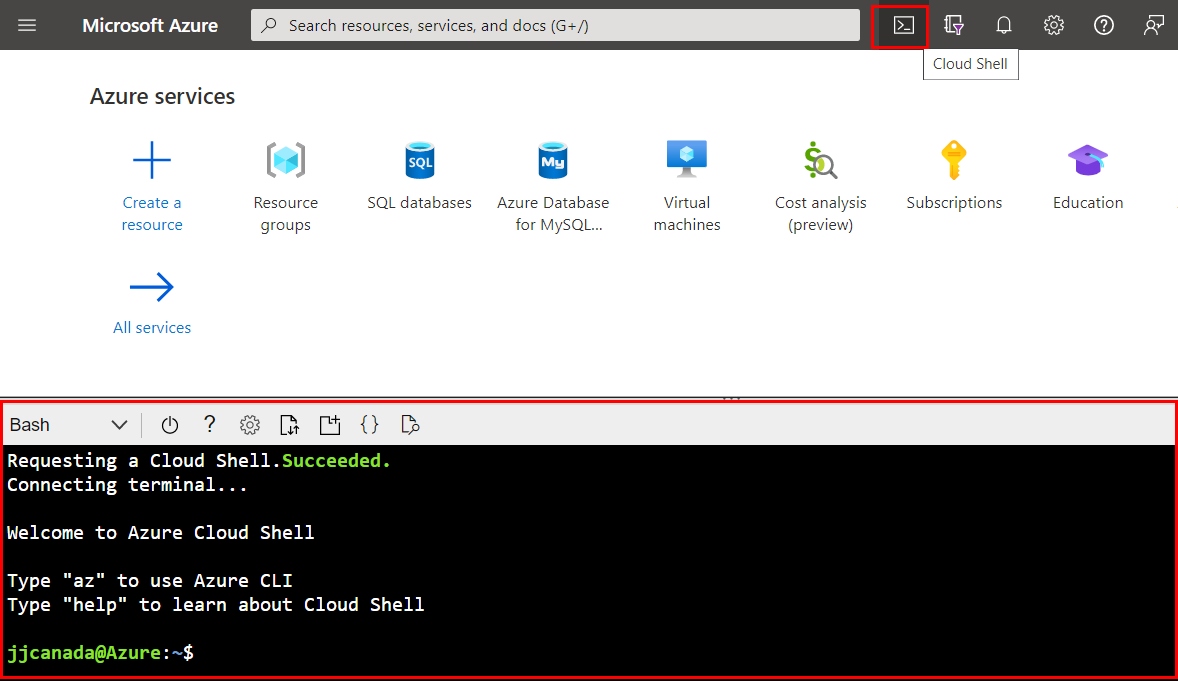 Microsoft Azure
Search resources, services, and docs (G+/)
Cloud Shell
Azure services
Create a
resource
Resource
groups
SQL
SQL databases
My
Azure Database
for MySQL...
Virtual
machines
Cost analysis
(preview)
Subscriptions
Education
All services
Bash
Requesting a Cloud Shell.Succeeded.
Connecting terminal...
Welcome to Azure Cloud Shell
Type "az" to use Azure CLI
Type "help" to learn about Cloud Shell
jjcanada@Azure:~$